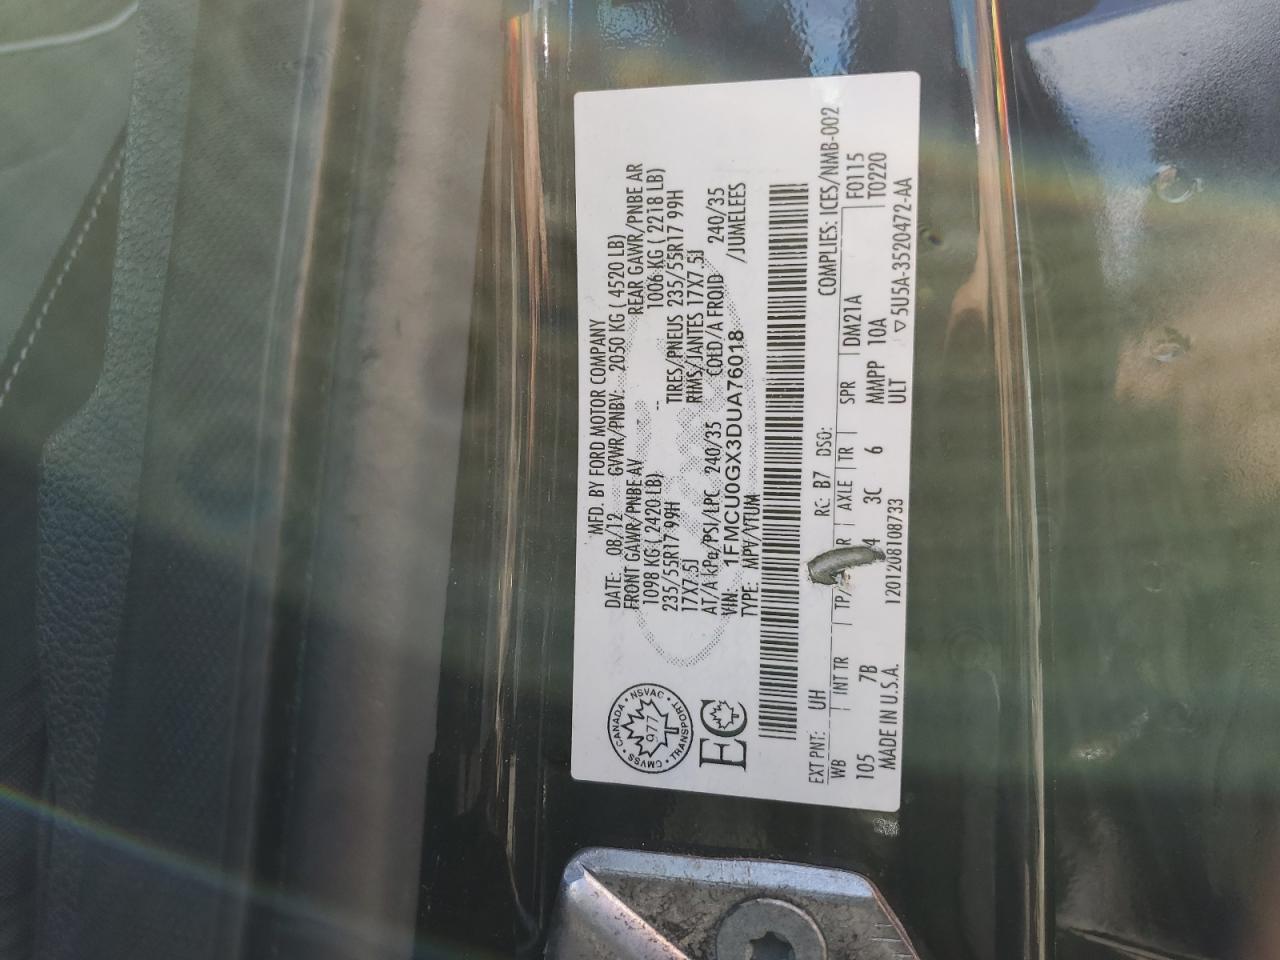 MFD. BY FORD MOTOR COMPANY
DATE: 08/12 GVWR/PNBV: 2050 KG ( 4520 LB)
FRONT GAWR/PNBE AV REAR GAWR/PNBE AR
1098 KG ( 2420 LB) -- 1006 KG ( 2218 LB)
235/55R17 99H TIRES/PNEUS 235/55R17 99H
17X7.5J RIMS/JANTES 17X7.5J
AT/A kPa/PSI/LPC 240/35 COLD/A FROID 240/35
VIN: 1FMCU0GX3DUA76018 /JUMELEES
TYPE: MPV/VTUM
CANADA • NSVAC • TRANSPORT • CMVSS
977
EC
EXT PNT: UH RC: B7 DSO: COMPLIES: ICES/NMB-002
WB INT TR TP/ R AXLE TR SPR DM21A F0115
105 7B 4 3C 6 MMPP 10A T0220
ULT
MADE IN U.S.A. 120120810B733 ▽5U5A-3520472-AA